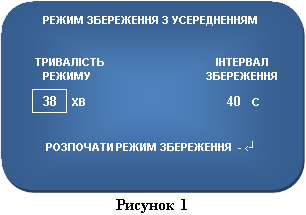 РЕЖИМ ЗБЕРЕЖЕННЯ З УСЕРЕДНЕННЯМ
ТРИВАЛІСТЬ РЕЖИМУ
38 ХВ
ІНТЕРВАЛ ЗБЕРЕЖЕННЯ
40 С
РОЗПОЧАТИ РЕЖИМ ЗБЕРЕЖЕННЯ - ↵
Рисунок 1